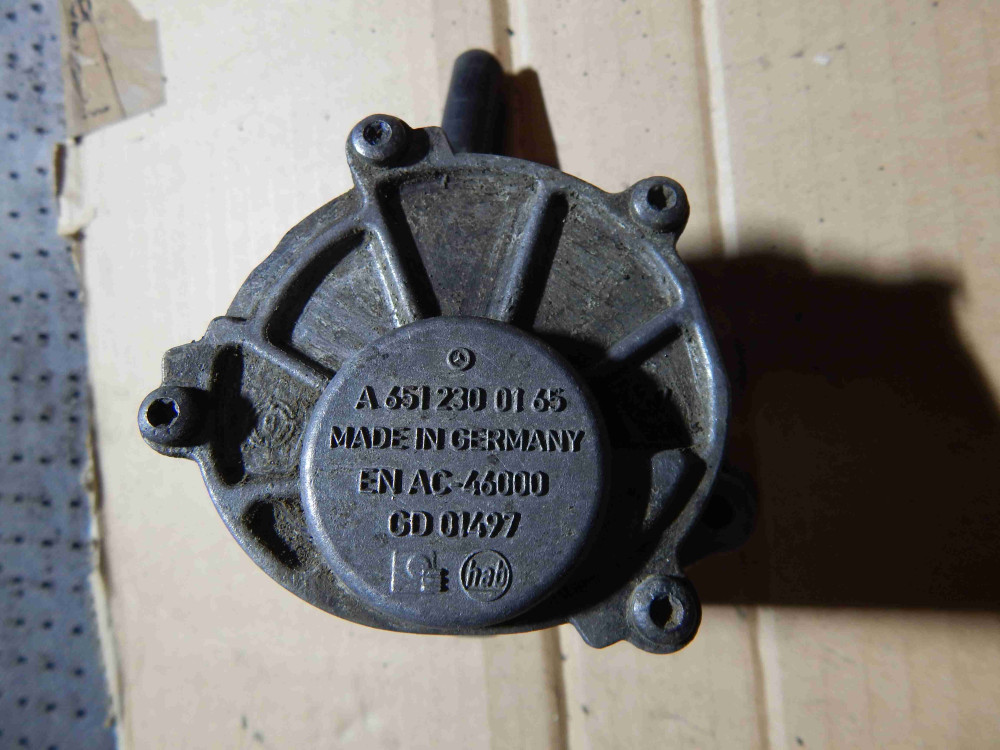 A 651 230 01 65
MADE IN GERMANY
EN AC-46000
GD 01497
hab